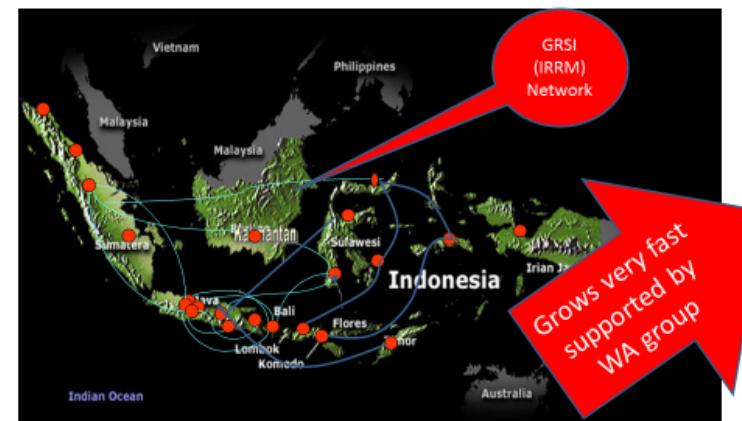 Vietnam
Philippines
Malaysia
Malaysia
GRSI
(IRRM)
Network
Sumatera
Kalimantan
Sulawesi
Indonesia
Irian Ja
Java
Bali
Flores
Lombok
Komodo
Australia
Indian Ocean
Grows very fast
supported by
WA group